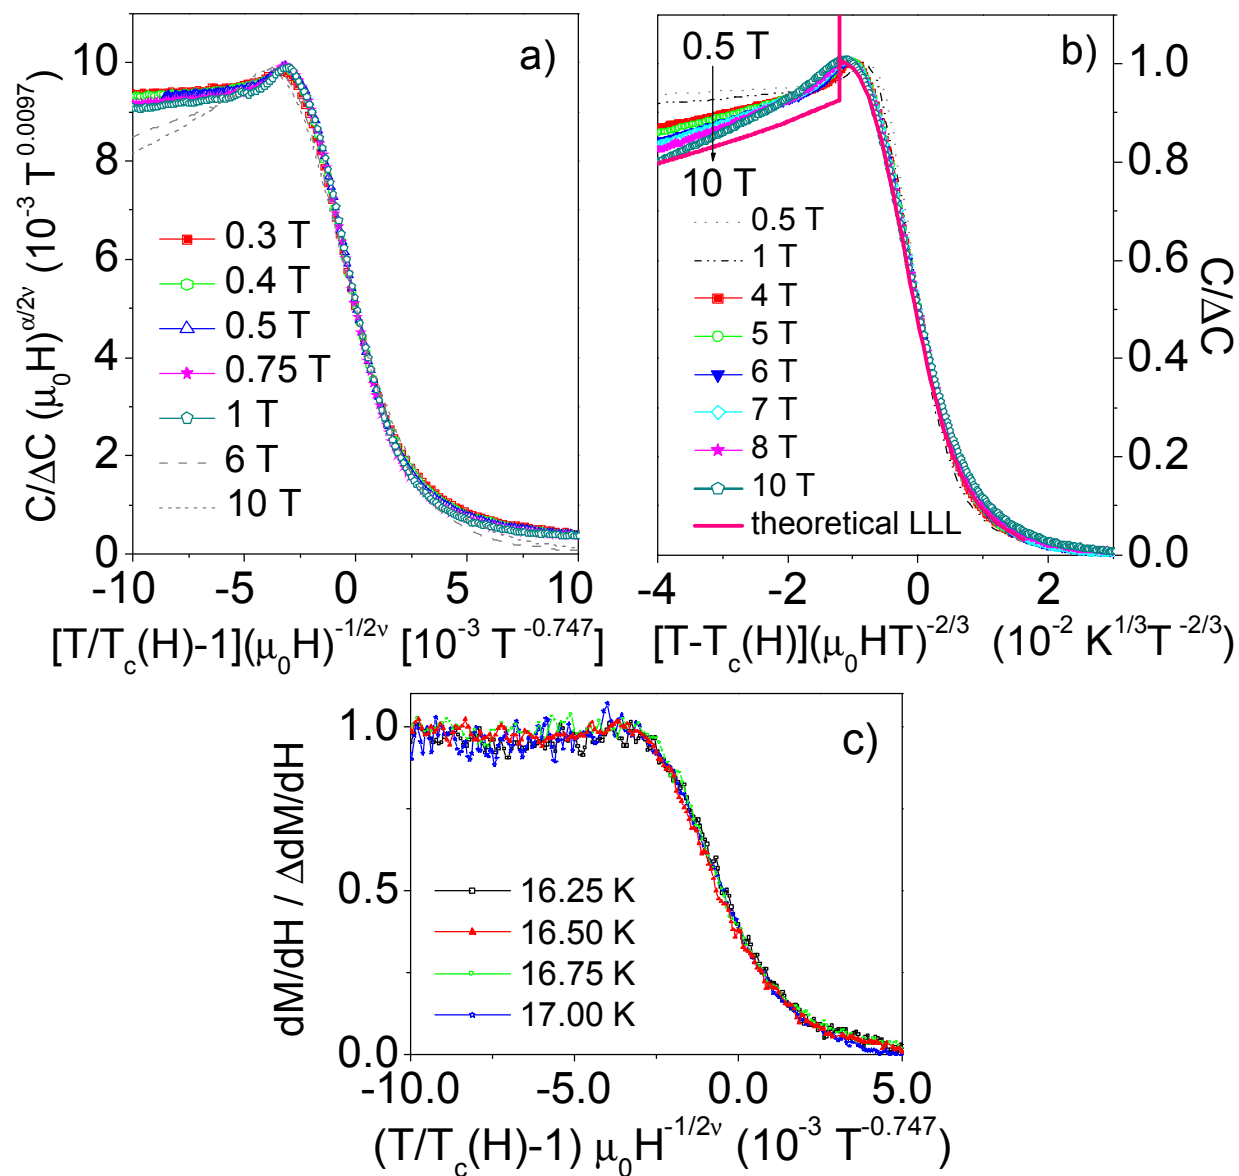 a)
C/ΔC (μ₀H)^α/2ν (10⁻³ T^0.0097)
10
8
6
4
2
0
0.3 T
0.4 T
0.5 T
0.75 T
1 T
6 T
10 T
-10 -5 0 5 10
[T/T_c(H)-1](μ₀H)^-1/2ν [10⁻³ T^-0.747]
b)
0.5 T
10 T
0.5 T
1 T
4 T
5 T
6 T
7 T
8 T
10 T
theoretical LLL
1.0
0.8
0.6
0.4
0.2
0.0
C/ΔC
-4 -2 0 2
[T-T_c(H)](μ₀HT)^-2/3 (10⁻² K^1/3T^-2/3)
c)
dM/dH / ΔdM/dH
1.0
0.5
0.0
16.25 K
16.50 K
16.75 K
17.00 K
-10.0 -5.0 0.0 5.0
(T/T_c(H)-1) μ₀H^-1/2ν (10⁻³ T^-0.747)